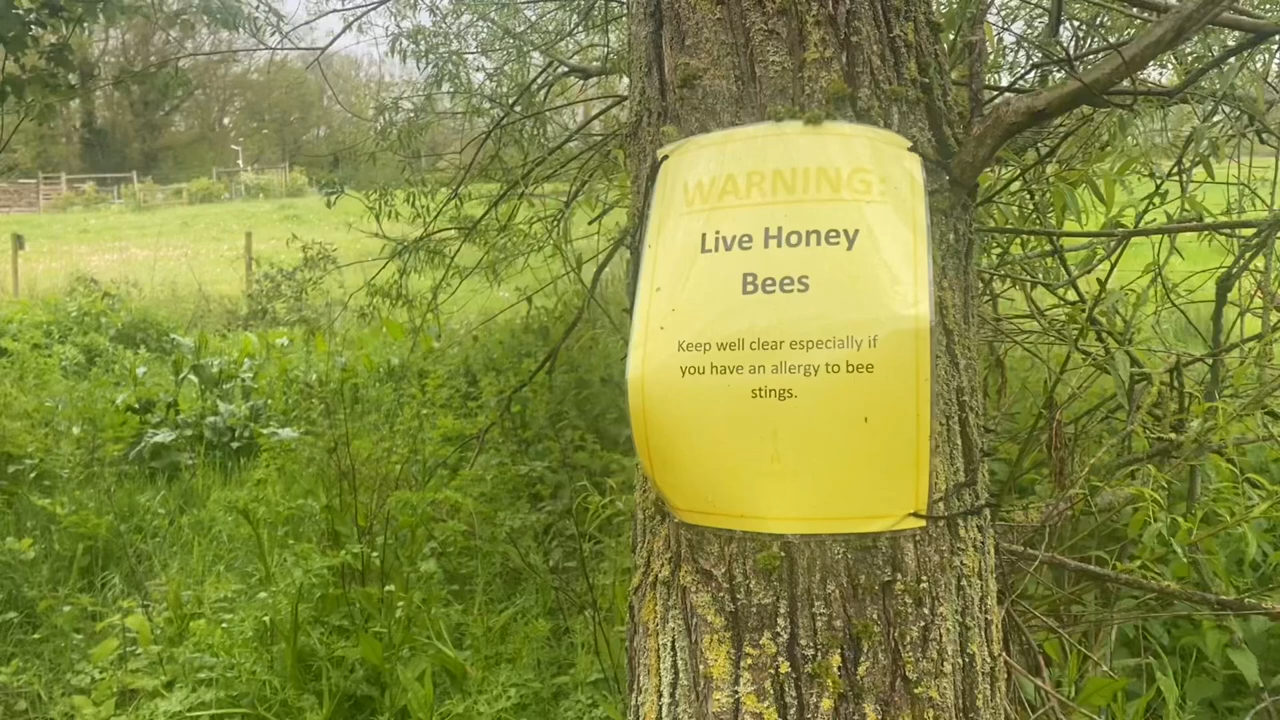 WARNING:
Live Honey
Bees
Keep well clear especially if
you have an allergy to bee
stings.